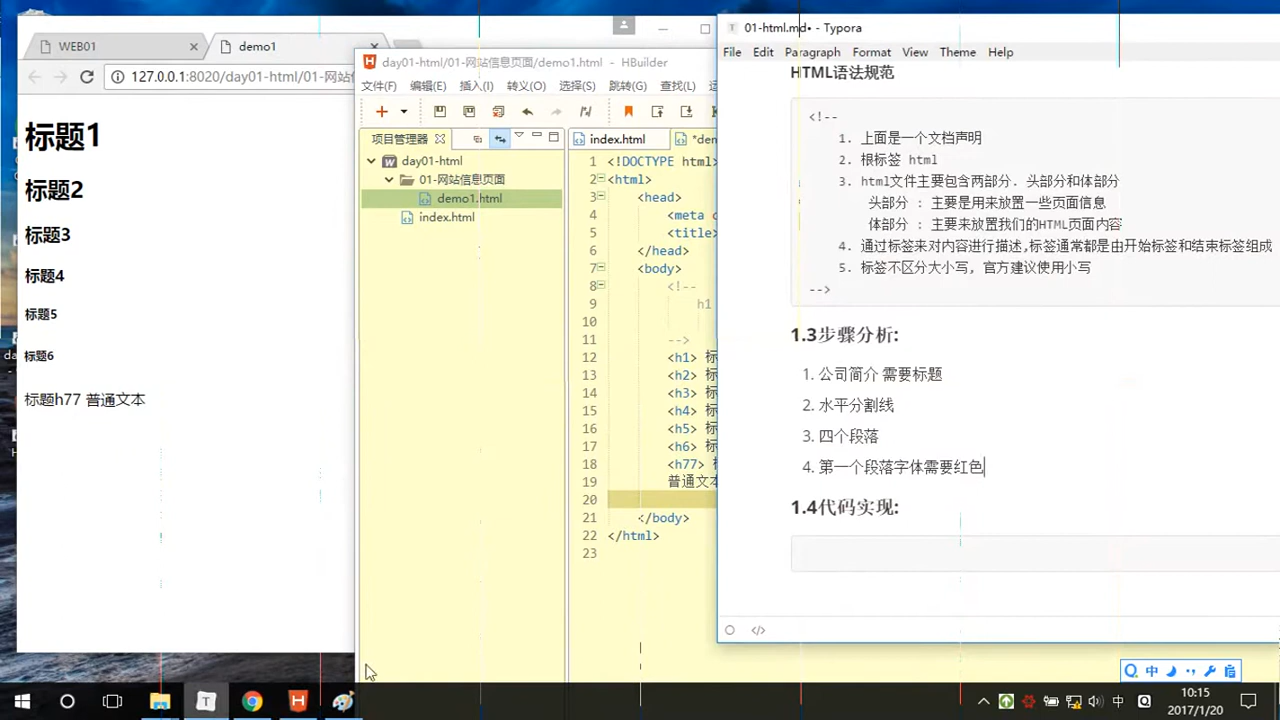 WEB01
demo1
127.0.0.1:8020/day01-html/01-网站信
标题1
标题2
标题3
标题4
标题5
标题6
标题h77 普通文本
day01-html/01-网站信息页面/demo1.html - HBuilder
文件(F) 编辑(E) 插入(I) 转义(O) 选择(S) 跳转(G) 查找(L)
项目管理器
day01-html
01-网站信息页面
demo1.html
index.html
index.html
*de
1 <!DOCTYPE html>
2 <html>
3 <head>
4 <meta c
5 <title>
6 </head>
7 <body>
8 <!--
9 h1
10
11 -->
12 <h1> 标
13 <h2> 标
14 <h3> 标
15 <h4> 标
16 <h5> 标
17 <h6> 标
18 <h77>
19 普通文本
20
21 </body>
22 </html>
23
01-html.md• - Typora
File Edit Paragraph Format View Theme Help
HTML语法规范
<!--
1. 上面是一个文档声明
2. 根标签 html
3. html文件主要包含两部分. 头部分和体部分
头部分 : 主要是用来放置一些页面信息
体部分 : 主要来放置我们的HTML页面内容
4. 通过标签来对内容进行描述,标签通常都是由开始标签和结束标签组成
5. 标签不区分大小写, 官方建议使用小写
-->
1.3步骤分析:
1. 公司简介 需要标题
2. 水平分割线
3. 四个段落
4. 第一个段落字体需要红色
1.4代码实现:
</>
中
中
10:15
2017/1/20